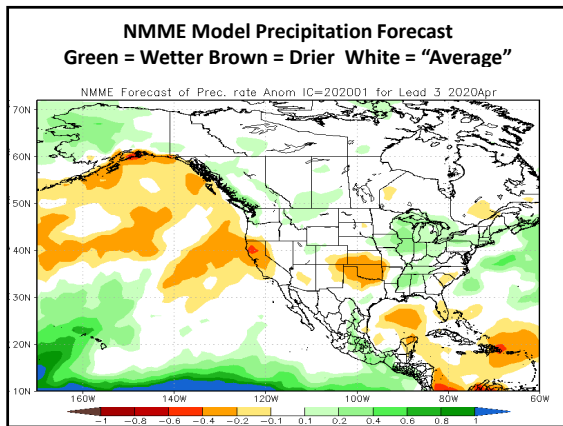 NMME Model Precipitation Forecast
Green = Wetter Brown = Drier White = “Average”
NMME Forecast of Prec. rate Anom IC=202001 for Lead 3 2020Apr
70N
60N
50N
40N
30N
20N
10N
160W 140W 120W 100W 80W 60W
-1 -0.8 -0.6 -0.4 -0.2 -0.1 0.1 0.2 0.4 0.6 0.8 1